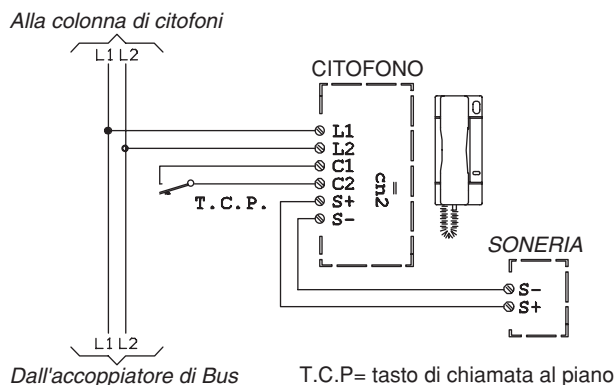 Alla colonna di citofoni
L1 L2
CITOFONO
L1
L2
C1
C2
S+
S-
cn2
T.C.P.
SONERIA
S-
S+
L1 L2
Dall'accoppiatore di Bus
T.C.P= tasto di chiamata al piano